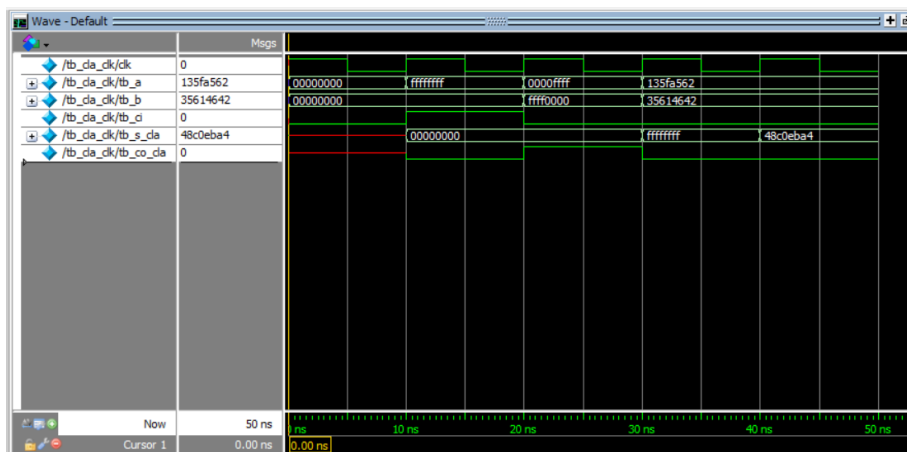 Wave - Default
Msgs
/tb_cla_clk/clk 0
/tb_cla_clk/tb_a 135fa562 00000000 ffffffff 0000ffff 135fa562
/tb_cla_clk/tb_b 35614642 00000000 ffff0000 35614642
/tb_cla_clk/tb_ci 0
/tb_cla_clk/tb_s_cla 48c0eba4 00000000 ffffffff 48c0eba4
/tb_cla_clk/tb_co_cla 0
Now 50 ns ns 10 ns 20 ns 30 ns 40 ns 50 ns
Cursor 1 0.00 ns 0.00 ns